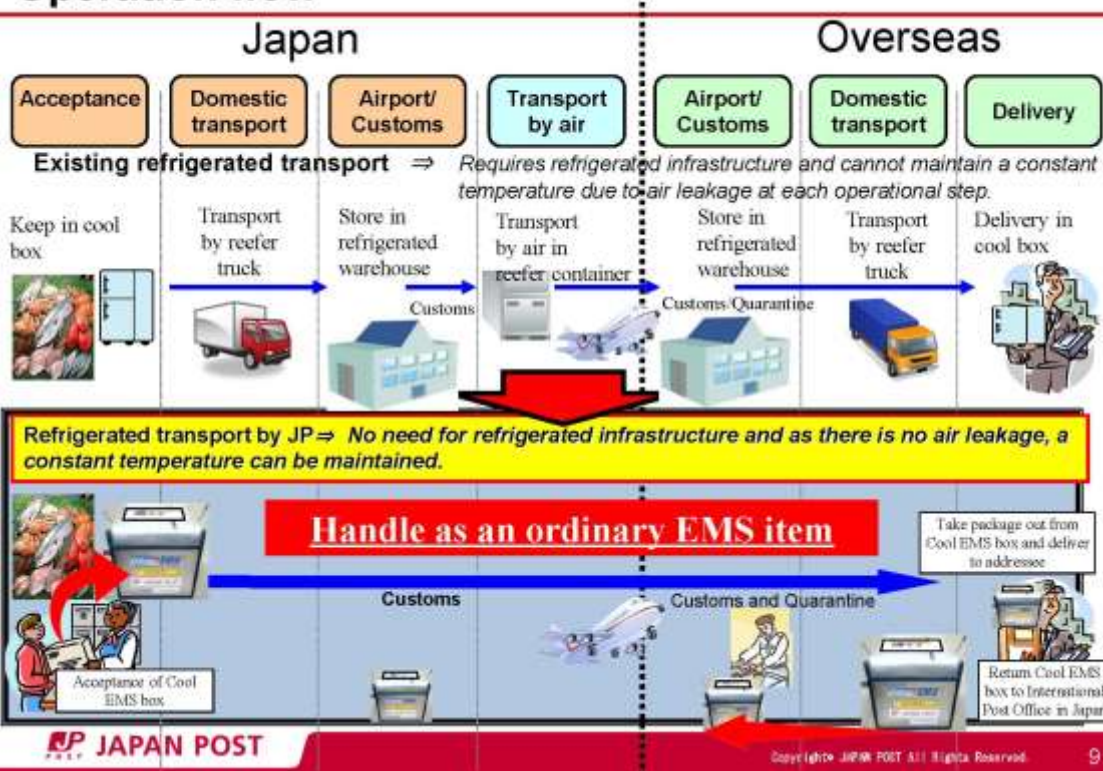 Japan
Overseas
Acceptance
Domestic
transport
Airport/
Customs
Transport
by air
Airport/
Customs
Domestic
transport
Delivery
Existing refrigerated transport ⇒ Requires refrigerated infrastructure and cannot maintain a constant
temperature due to air leakage at each operational step.
Keep in cool
box
Transport
by reefer
truck
Store in
refrigerated
warehouse
Customs
Transport
by air in
reefer container
Store in
refrigerated
warehouse
Customs/Quarantine
Transport
by reefer
truck
Delivery in
cool box
Refrigerated transport by JP⇒ No need for refrigerated infrastructure and as there is no air leakage, a
constant temperature can be maintained.
Handle as an ordinary EMS item
Take package out from
Cool EMS box and deliver
to addressee
Customs
Customs and Quarantine
Acceptance of Cool
EMS box
Return Cool EMS
box to International
Post Office in Japan
JP
POST
JAPAN POST
Copyright© JAPAN POST All Rights Reserved.
9